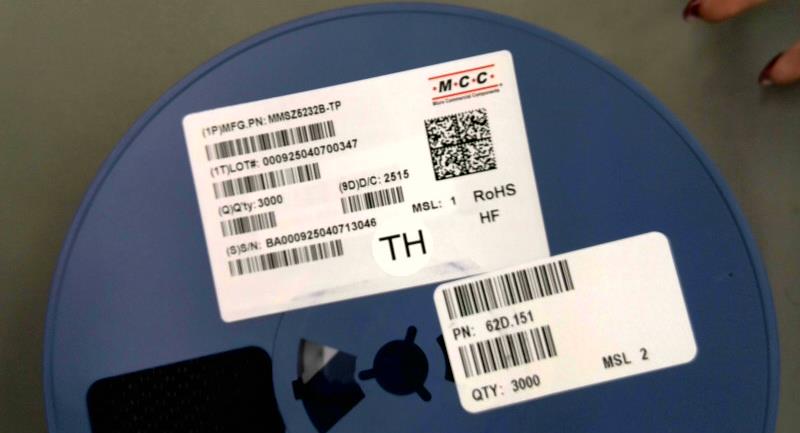 ·M·C·C·
Micro Commercial Components
(1P)MFG.PN: MMSZ5232B-TP
(1T)LOT#: 000925040700347
(Q)Q'ty: 3000
(9D)D/C: 2515
MSL: 1
RoHS
HF
(S)S/N: BA000925040713046
TH
PN: 62D.151
QTY: 3000
MSL 2